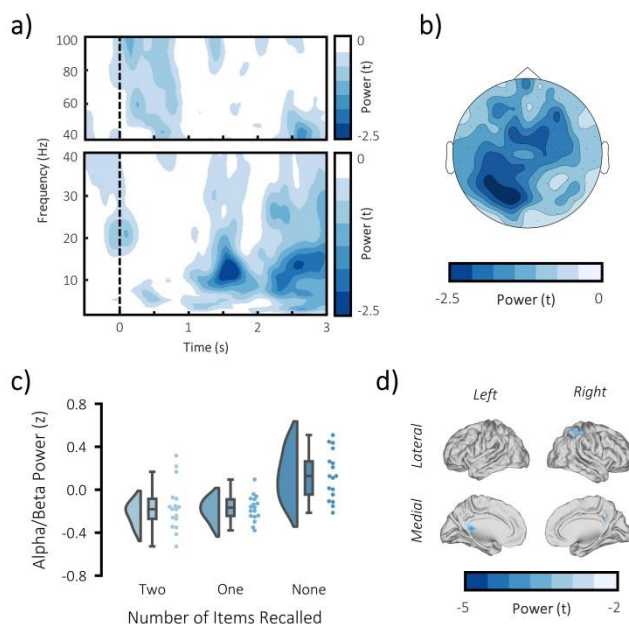 a)
100
80
60
40
0
Power (t)
-2.5
40
30
20
10
0
Power (t)
-2.5
Frequency (Hz)
0
1
2
3
Time (s)
b)
-2.5
Power (t)
0
c)
0.8
0.4
0.0
-0.4
-0.8
Alpha/Beta Power (z)
Two
One
None
Number of Items Recalled
d)
Left
Right
Lateral
Medial
-5
Power (t)
-2